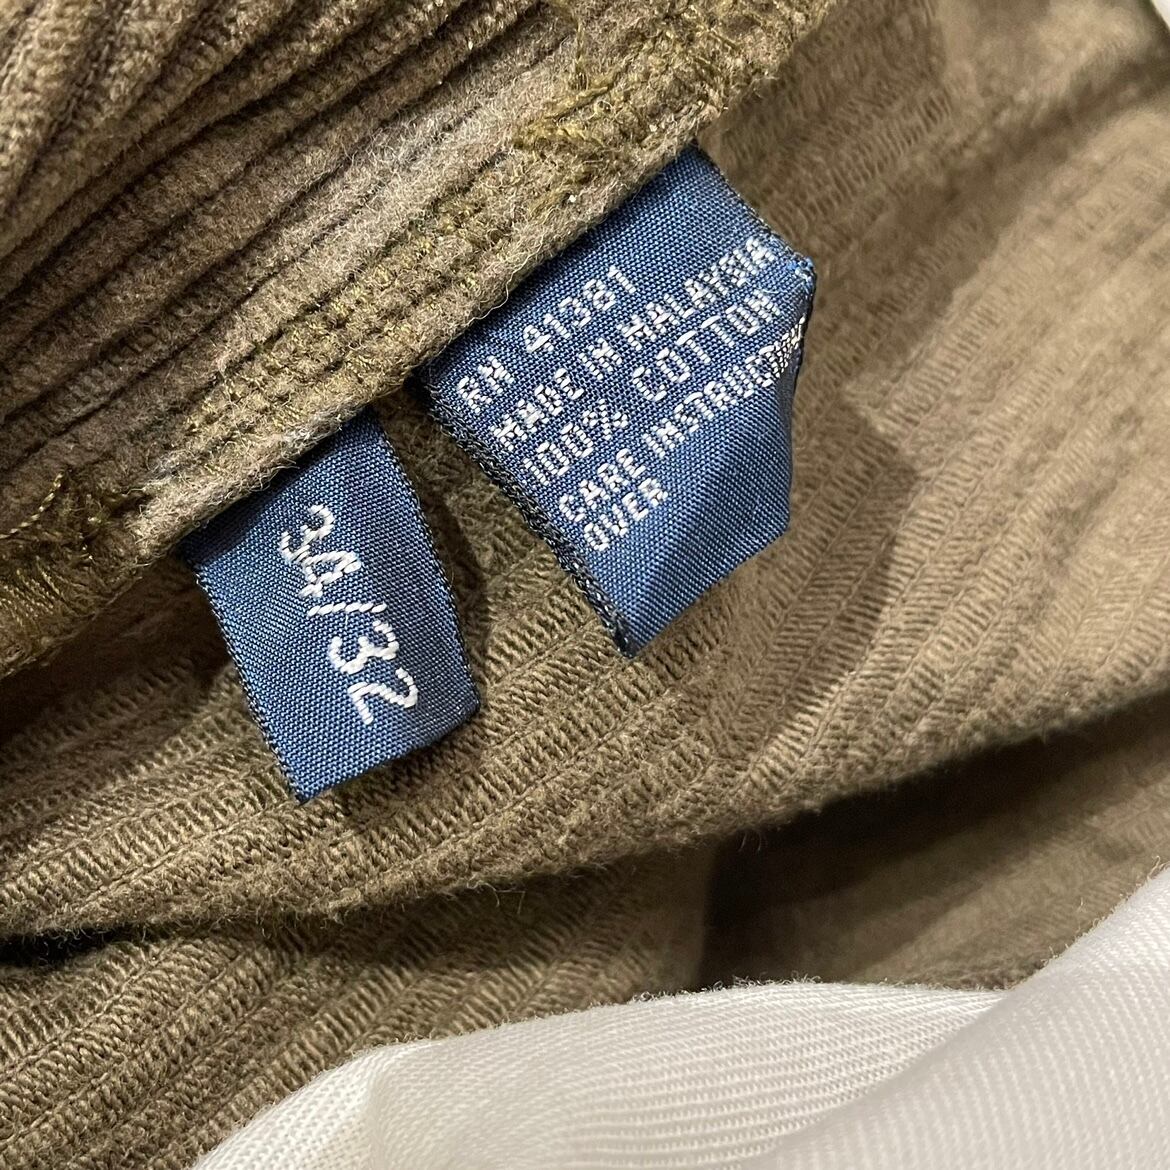 RN 41381
MADE IN MALAYSIA
100% COTTON
CARE INSTRUCTIONS
OVER
34/32